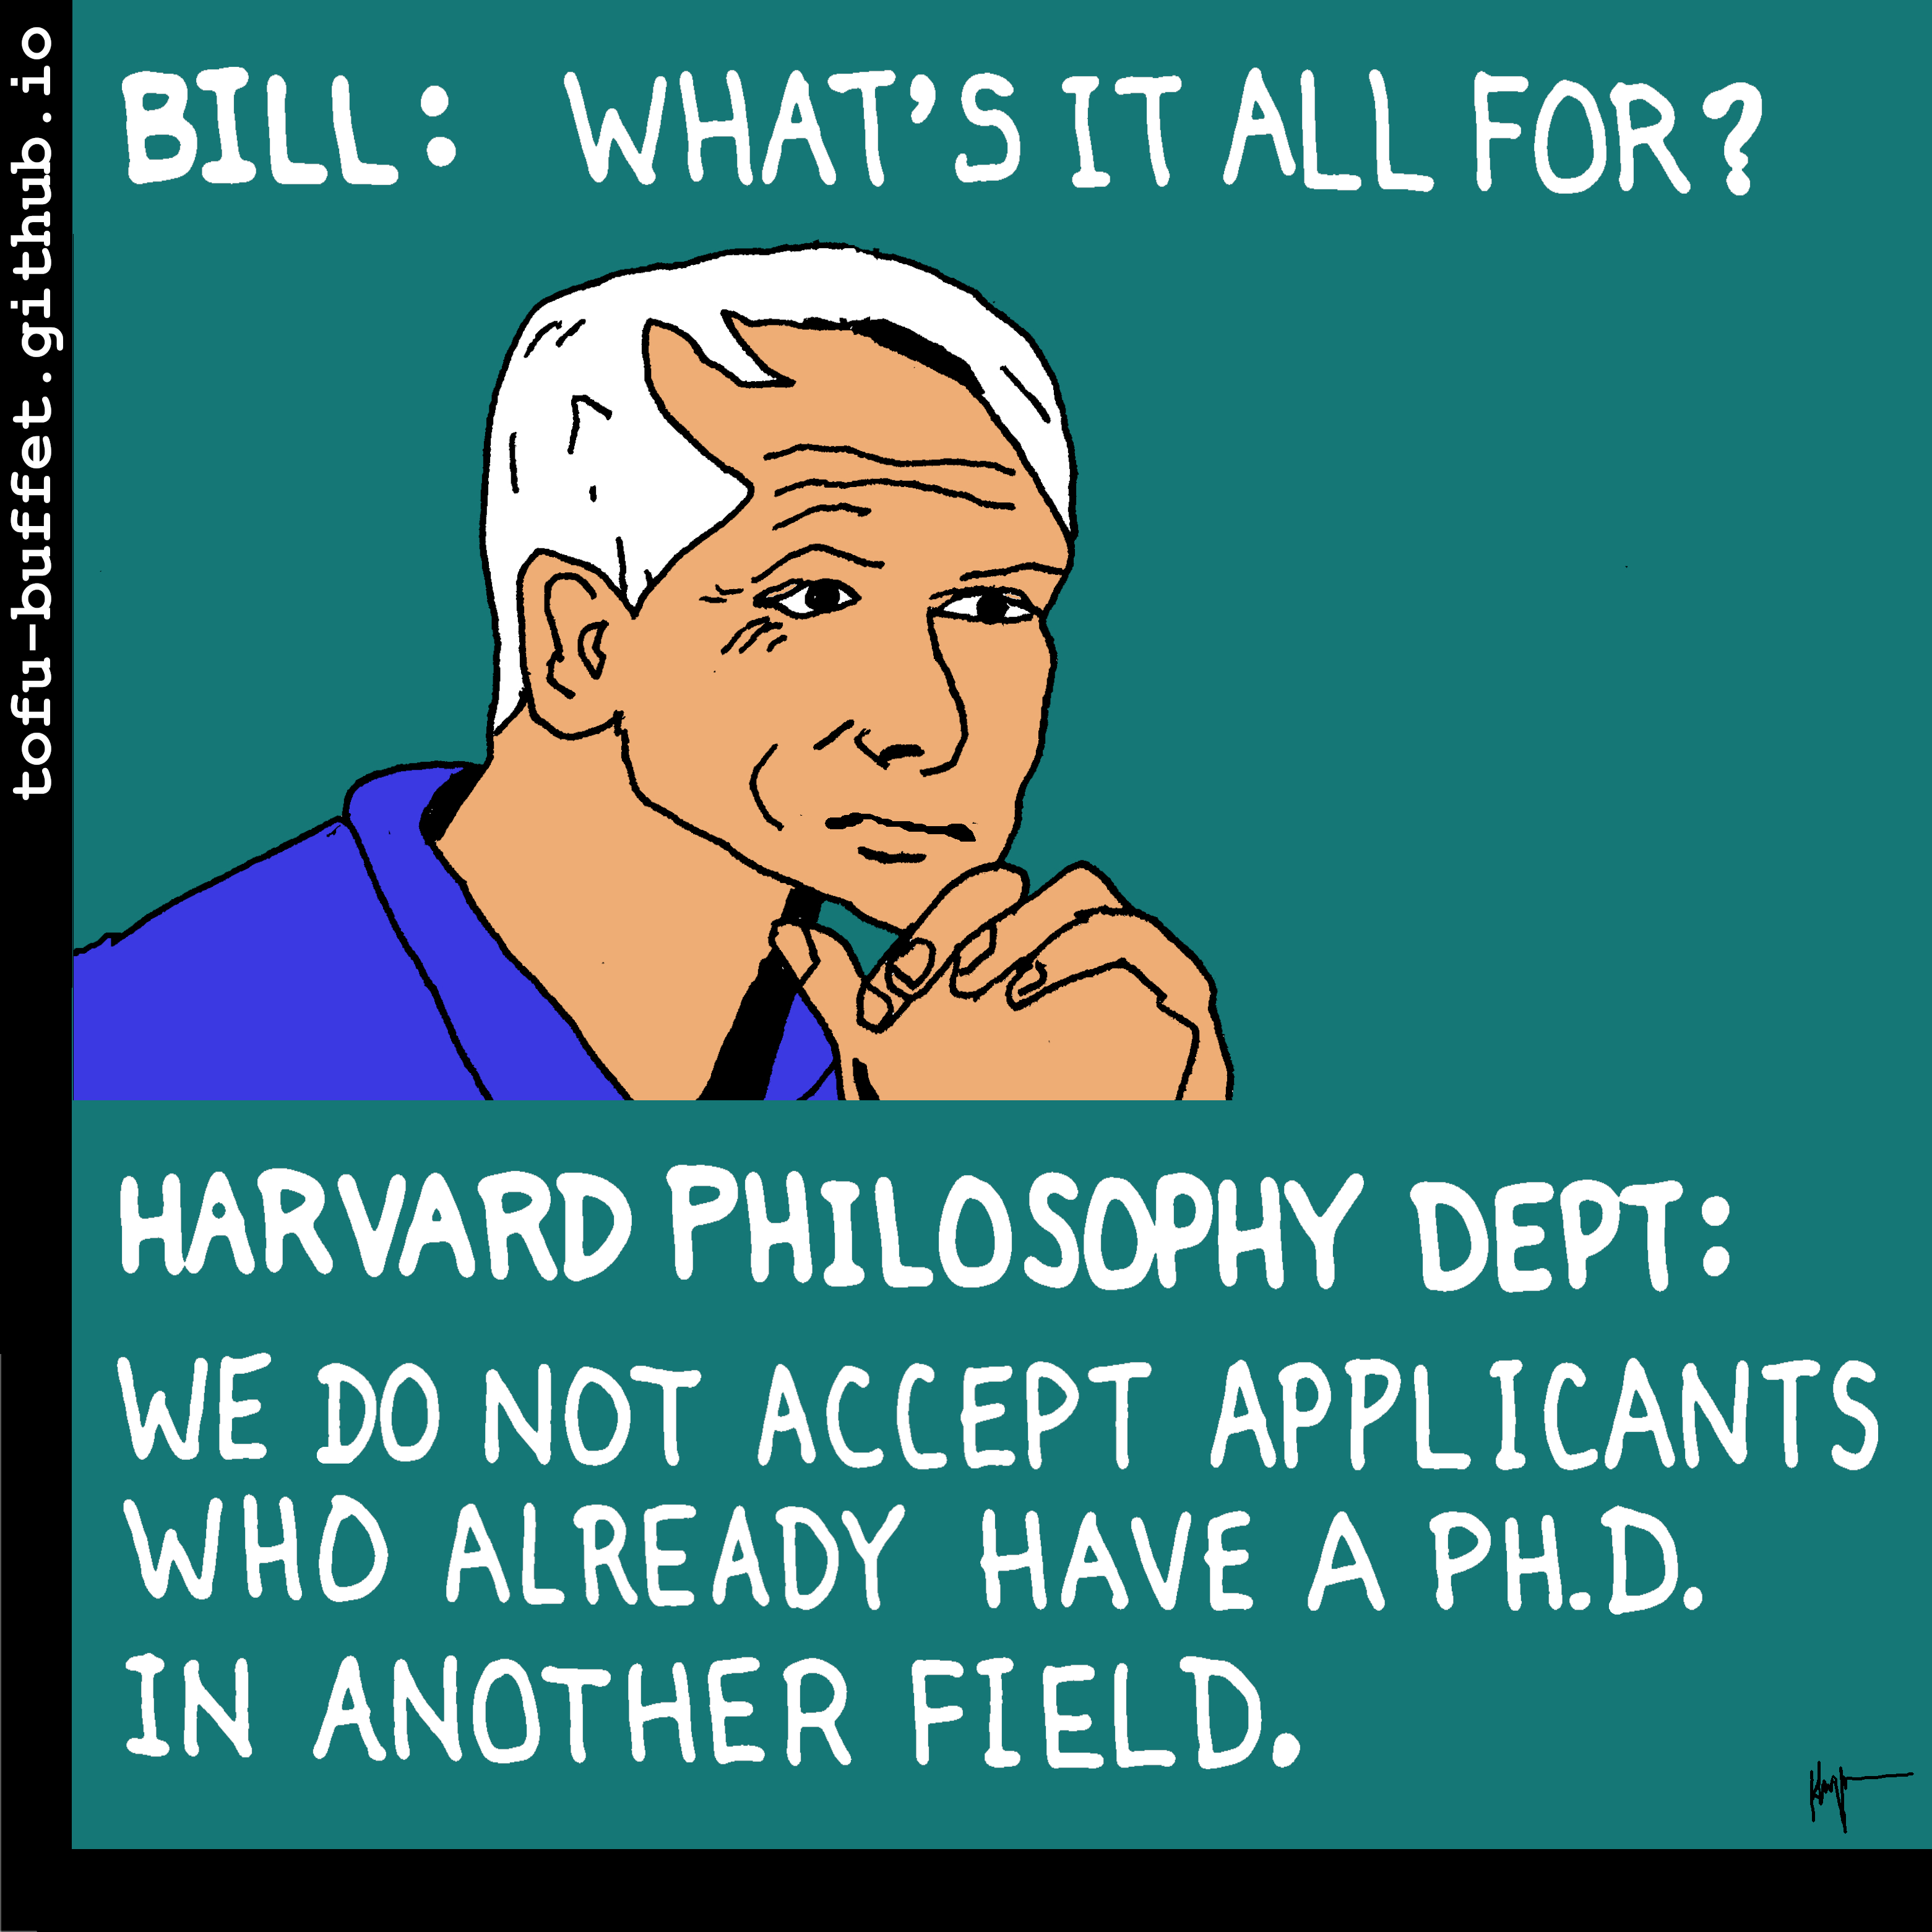 tofu-buffet.github.io
BILL: WHAT'S IT ALL FOR?
HARVARD PHILOSOPHY DEPT:
WE DO NOT ACCEPT APPLICANTS
WHO ALREADY HAVE A PH.D.
IN ANOTHER FIELD.